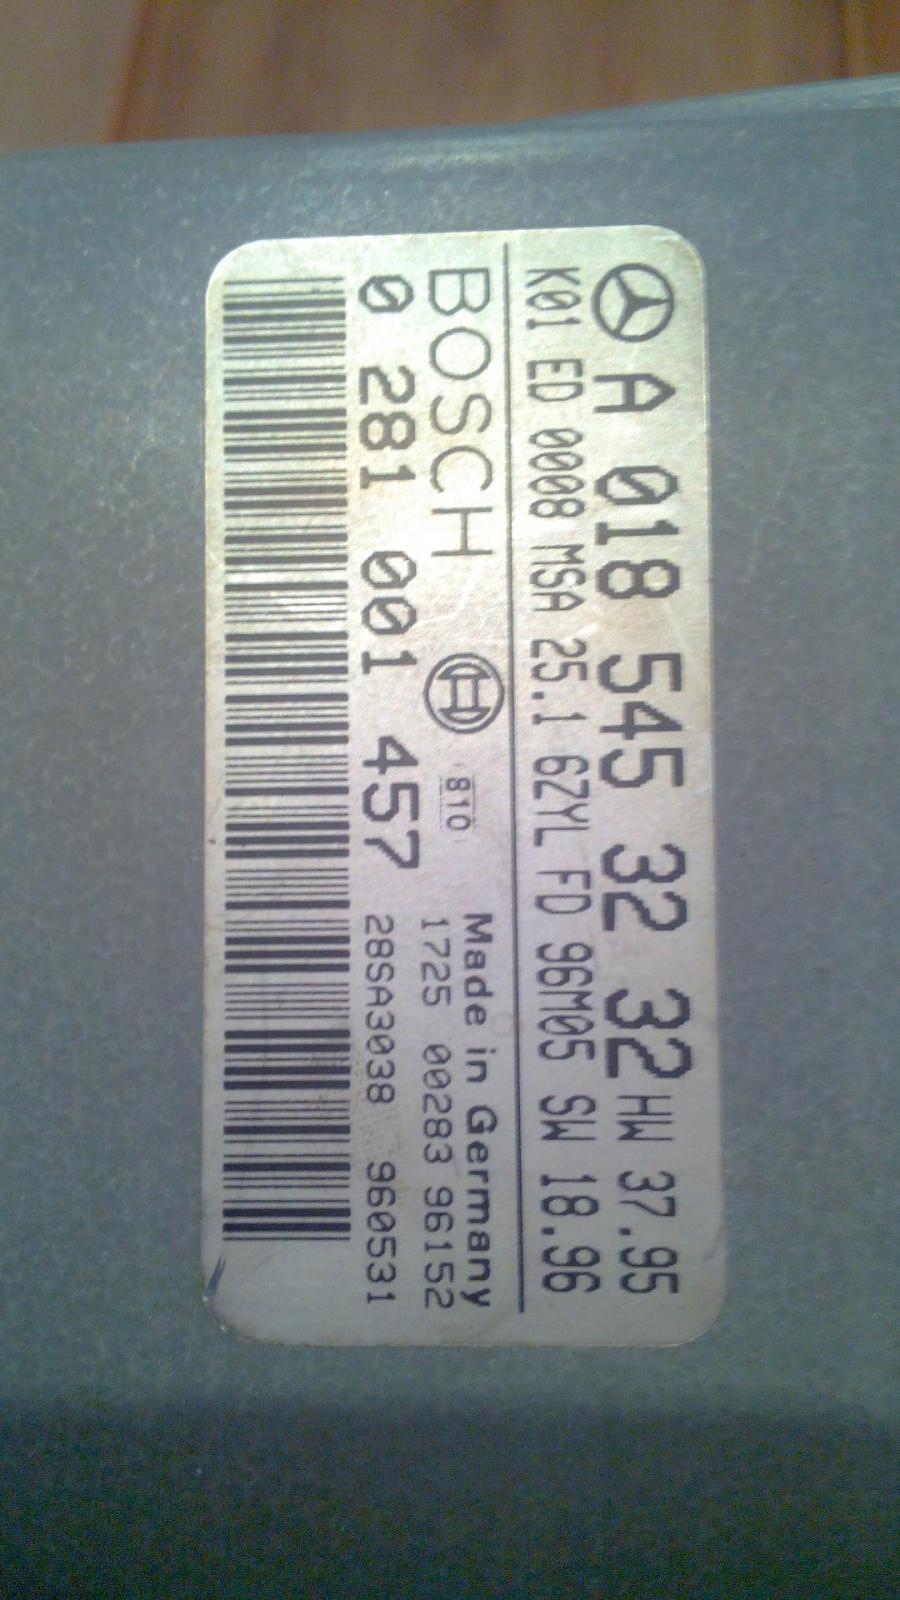 A 018 545 32 32 HW 37.95
K01 ED 0008 MSA 25.1 6ZYL FD 96M05 SW 18.96
BOSCH 810 Made in Germany
1725 00283 96152
0 281 001 457 28SA3038 960531